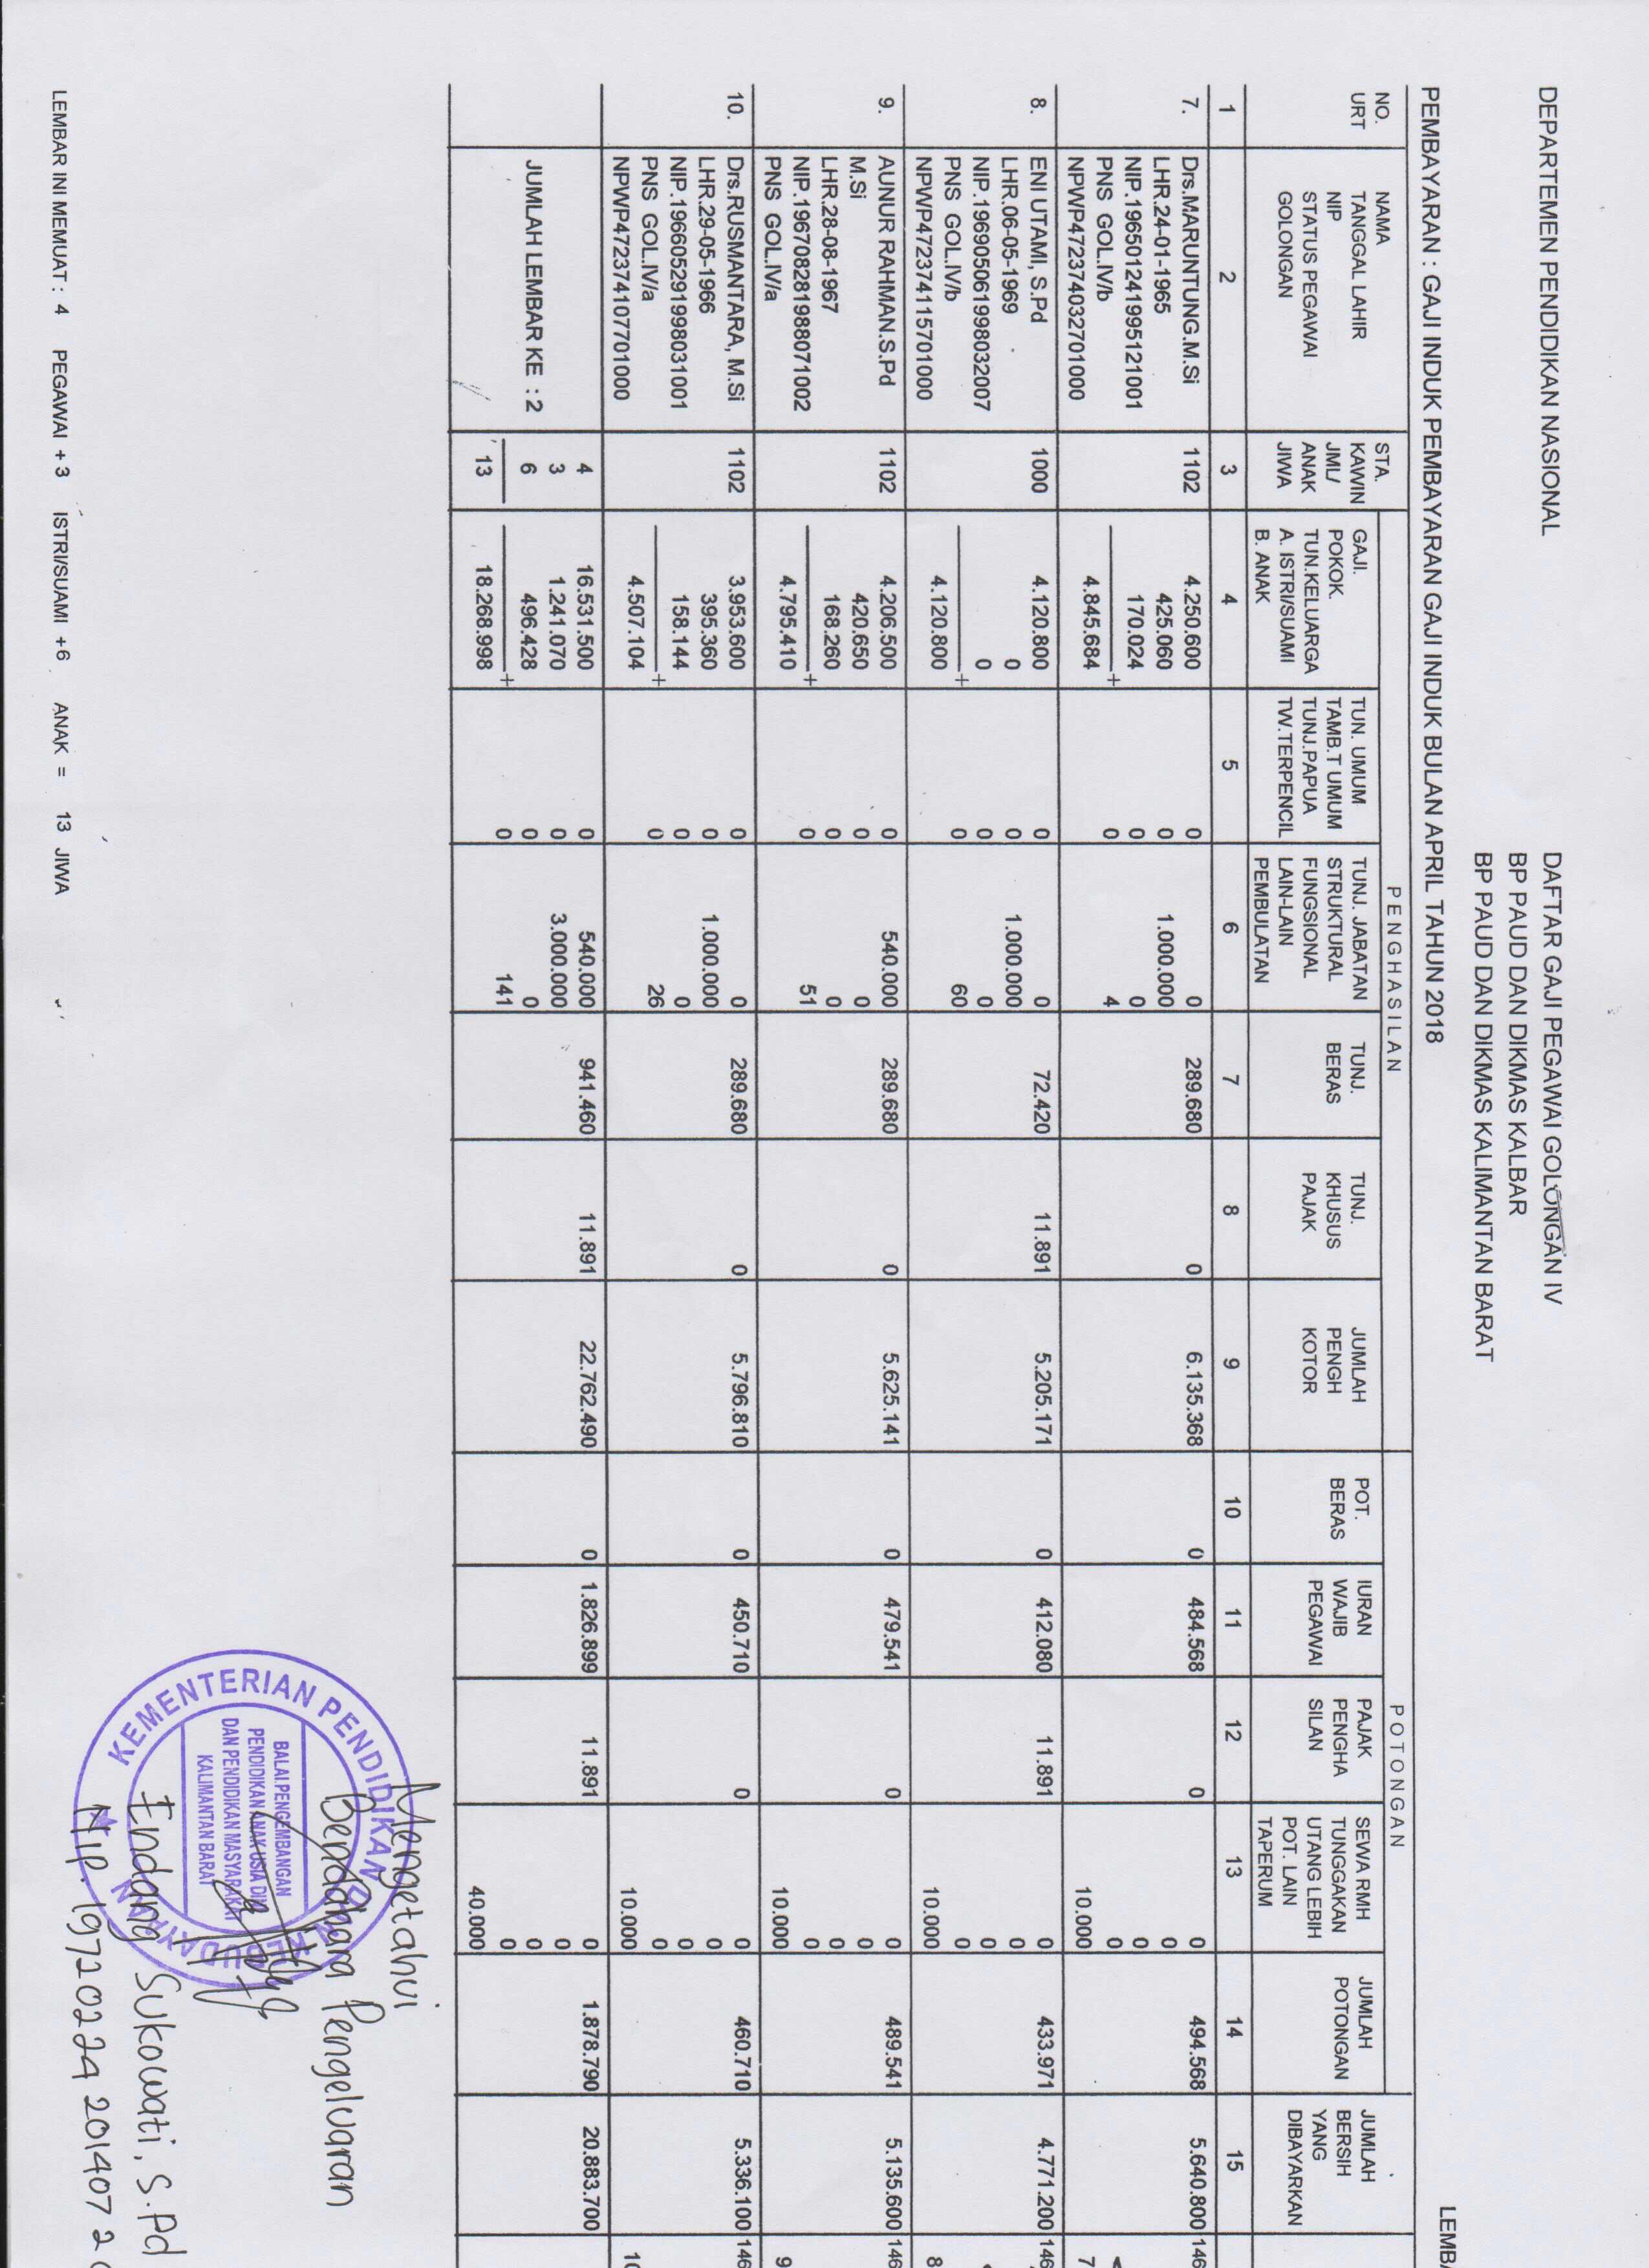 DEPARTEMEN PENDIDIKAN NASIONAL
DAFTAR GAJI PEGAWAI GOLONGAN IV
BP PAUD DAN DIKMAS KALBAR
BP PAUD DAN DIKMAS KALIMANTAN BARAT
LEMBA
PEMBAYARAN : GAJI INDUK PEMBAYARAN GAJI INDUK BULAN APRIL TAHUN 2018
PENGHASILAN POTONGAN
NO. URT
NAMA TANGGAL LAHIR NIP STATUS PEGAWAI GOLONGAN
STA. KAWIN JML/ ANAK JIWA
GAJI. POKOK. TUN.KELUARGA A. ISTRI/SUAMI B. ANAK
TUN. UMUM TAMB.T UMUM TUNJ.PAPUA TW.TERPENCIL
TUNJ. JABATAN STRUKTURAL FUNGSIONAL LAIN-LAIN PEMBULATAN
TUNJ. BERAS
TUNJ. KHUSUS PAJAK
JUMLAH PENGH KOTOR
POT. BERAS
IURAN WAJIB PEGAWAI
PAJAK PENGHA SILAN
SEWA RMH TUNGGAKAN UTANG LEBIH POT. LAIN TAPERUM
JUMLAH POTONGAN
JUMLAH BERSIH YANG DIBAYARKAN
1 2 3 4 5 6 7 8 9 10 11 12 13 14 15
7. Drs.MARUNTUNG.M.Si 1102 4.250.600 0 0 289.680 0 6.135.368 0 484.568 0 0 494.568 5.640.800 146
LHR.24-01-1965 425.060 0 1.000.000 0
NIP.196501241995121001 170.024 0 0 0
PNS GOL.IV/b + 0 4 0
NPWP472374032701000 4.845.684 10.000 7
8. ENI UTAMI, S.Pd 1000 4.120.800 0 0 72.420 11.891 5.205.171 0 412.080 11.891 0 433.971 4.771.200 146
LHR.06-05-1969 0 0 1.000.000 0
NIP.196905061998032007 0 0 0 0
PNS GOL.IV/b + 0 60 0
NPWP472374115701000 4.120.800 10.000 8
9. AUNUR RAHMAN.S.Pd 1102 4.206.500 0 540.000 289.680 0 5.625.141 0 479.541 0 0 489.541 5.135.600 146
M.Si 420.650 0 0 0
LHR.28-08-1967 168.260 0 0 0
NIP.196708281988071002 + 0 51 0
PNS GOL.IV/a 4.795.410 10.000 9
10. Drs.RUSMANTARA, M.Si 1102 3.953.600 0 0 289.680 0 5.796.810 0 450.710 0 0 460.710 5.336.100 146
LHR.29-05-1966 395.360 0 1.000.000 0
NIP.196605291998031001 158.144 0 0 0
PNS GOL.IV/a + 0 26 0
NPWP472374107701000 4.507.104 10.000 10
4 16.531.500 0 540.000 941.460 11.891 22.762.490 0 1.826.899 11.891 0 1.878.790 20.883.700
3 1.241.070 0 3.000.000 0
JUMLAH LEMBAR KE : 2 6 496.428 0 0 0
+ 0 141 0
13 18.268.998 40.000
Mengetahui
Bendahara Pengeluaran
KEMENTERIAN PENDIDIKAN DAN KEBUDAYAAN
BALAI PENGEMBANGAN
PENDIDIKAN ANAK USIA DINI
DAN PENDIDIKAN MASYARAKAT
KALIMANTAN BARAT
Endang Sukowati, S.Pd
Nip. 19720224 201407 2
LEMBAR INI MEMUAT : 4 PEGAWAI + 3 ISTRI/SUAMI +6 ANAK = 13 JIWA